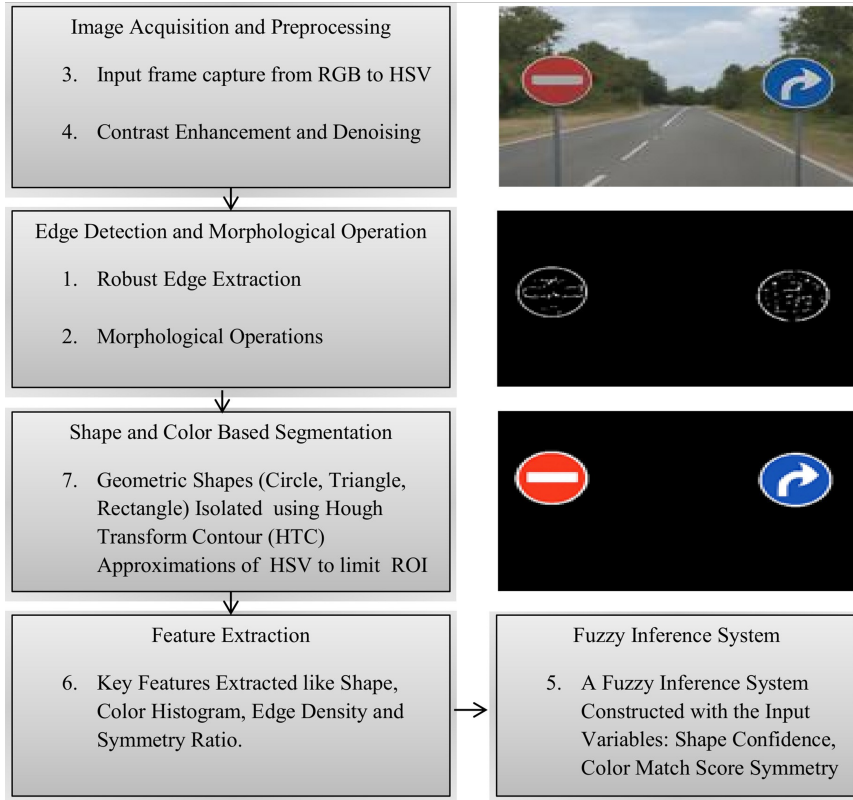 Image Acquisition and Preprocessing
3. Input frame capture from RGB to HSV
4. Contrast Enhancement and Denoising
Edge Detection and Morphological Operation
1. Robust Edge Extraction
2. Morphological Operations
Shape and Color Based Segmentation
7. Geometric Shapes (Circle, Triangle,
Rectangle) Isolated using Hough
Transform Contour (HTC)
Approximations of HSV to limit ROI
Feature Extraction
6. Key Features Extracted like Shape,
Color Histogram, Edge Density and
Symmetry Ratio.
Fuzzy Inference System
5. A Fuzzy Inference System
Constructed with the Input
Variables: Shape Confidence,
Color Match Score Symmetry